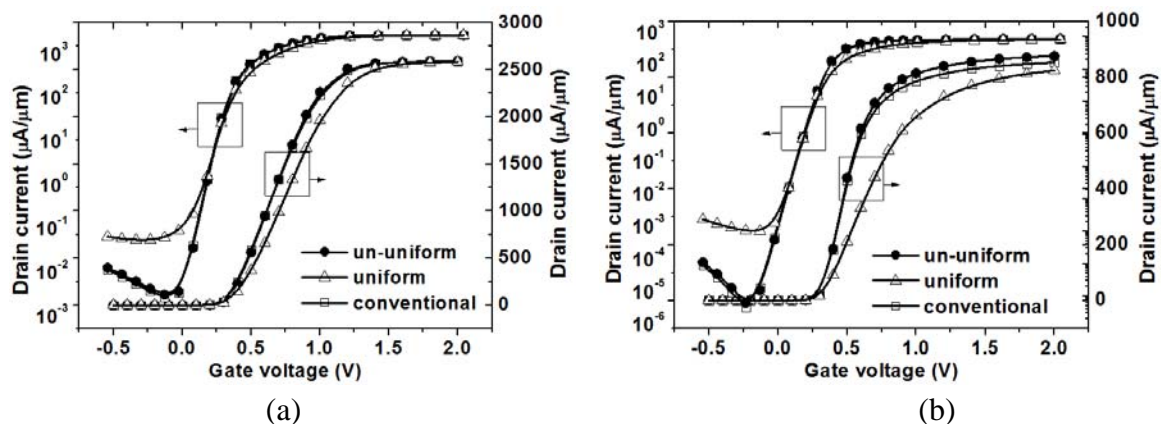 Drain current (μA/μm)
10³
10²
10¹
10⁰
10⁻¹
10⁻²
10⁻³
3000
2500
2000
1500
1000
500
0
Drain current (μA/μm)
un-uniform
uniform
conventional
-0.5 0.0 0.5 1.0 1.5 2.0
Gate voltage (V)
(a)
Drain current (μA/μm)
10³
10²
10¹
10⁰
10⁻¹
10⁻²
10⁻³
10⁻⁴
10⁻⁵
10⁻⁶
1000
800
600
400
200
0
Drain current (μA/μm)
un-uniform
uniform
conventional
-0.5 0.0 0.5 1.0 1.5 2.0
Gate voltage (V)
(b)